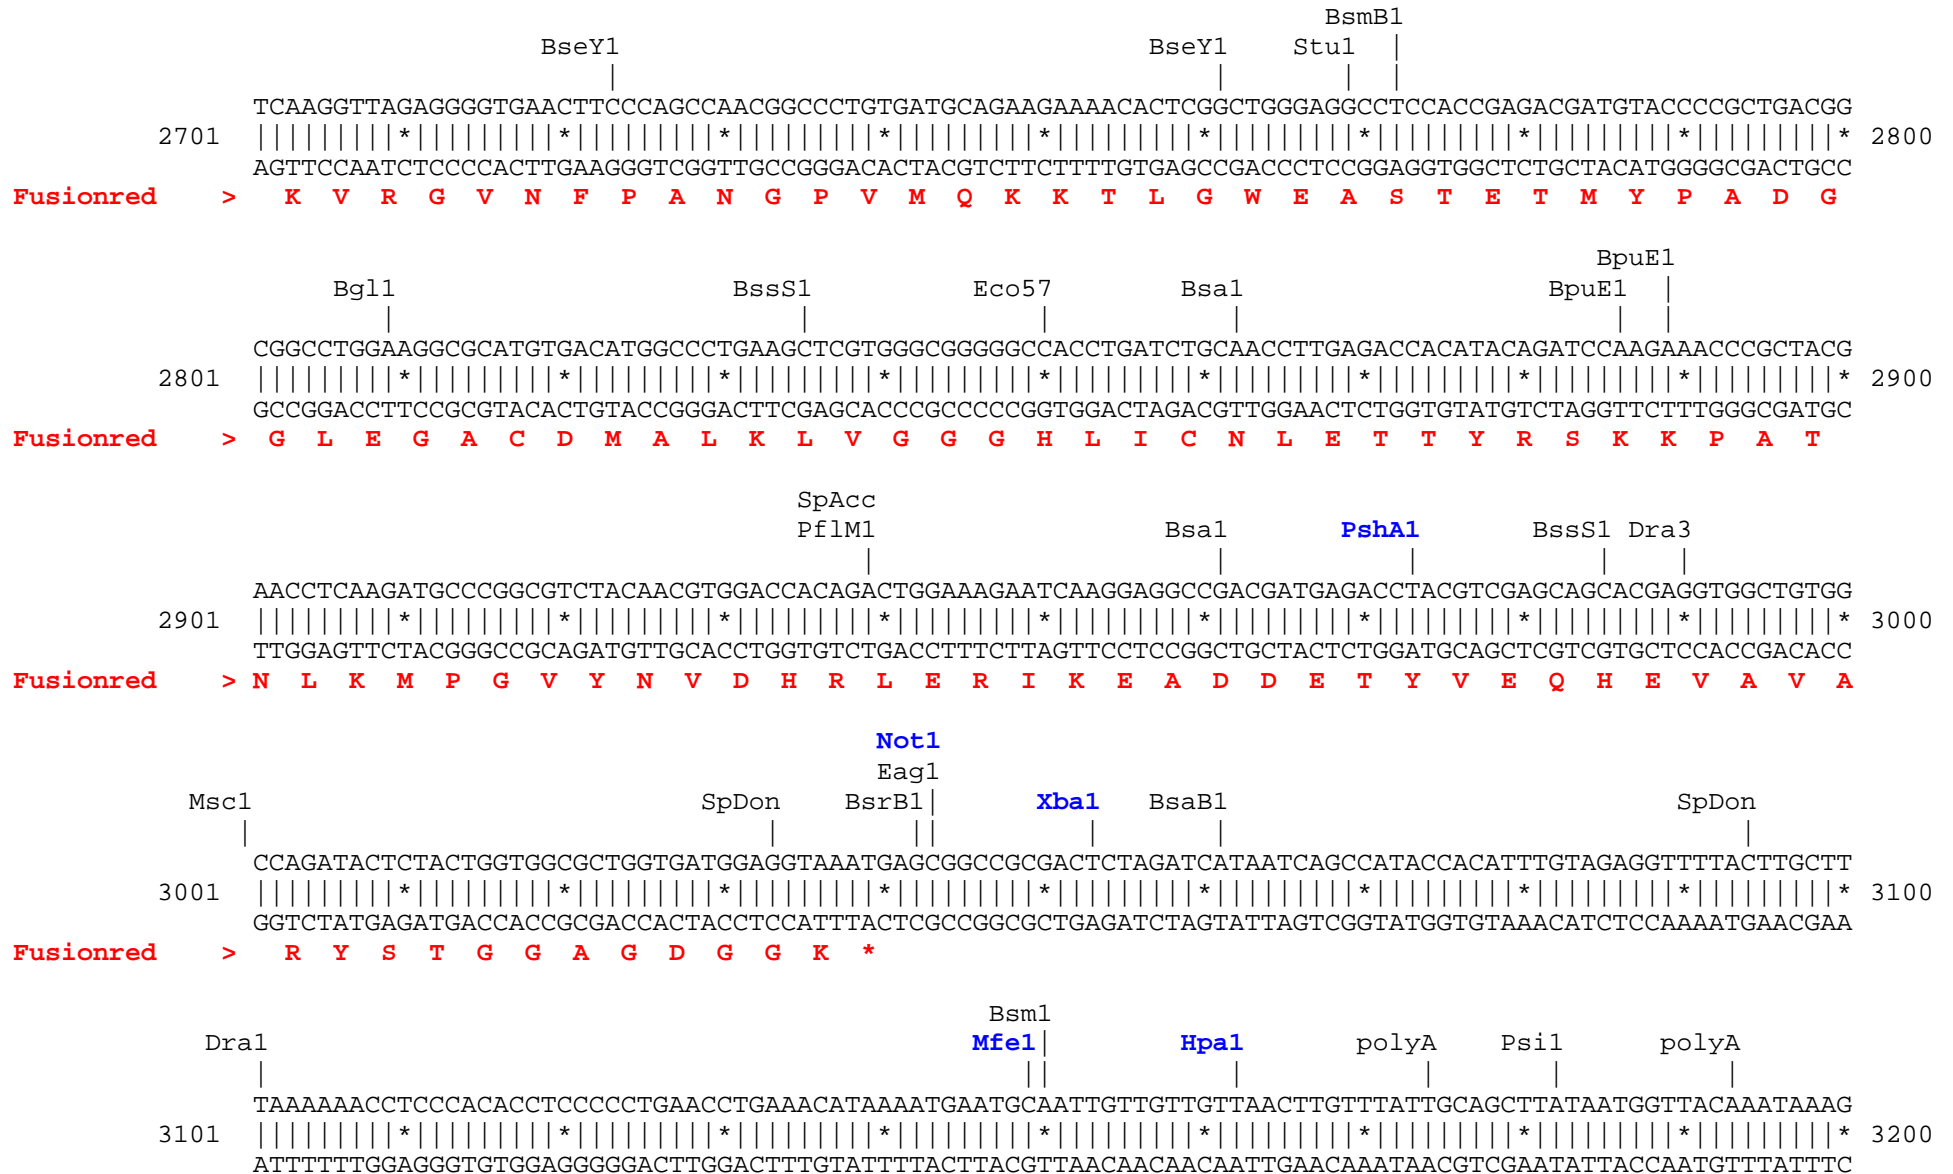 BsmB1
BseY1 BseY1 Stu1 |
| | | |
TCAAGGTTAGAGGGGTGAACTTCCCAGCCAACGGCCCTGTGATGCAGAAGAAAACACTCGGCTGGGAGGCCTCCACCGAGACGATGTACCCCGCTGACGG
2701 |||||||||*|||||||||*|||||||||*|||||||||*|||||||||*|||||||||*|||||||||*|||||||||*|||||||||*|||||||||* 2800
AGTTCCAATCTCCCCACTTGAAGGGTCGGTTGCCGGGACACTACGTCTTCTTTTGTGAGCCGACCCTCCGGAGGTGGCTCTGCTACATGGGGCGACTGCC
Fusionred > K V R G V N F P A N G P V M Q K K T L G W E A S T E T M Y P A D G
BpuE1
Bgl1 BssS1 Eco57 Bsa1 BpuE1 |
| | | | | |
CGGCCTGGAAGGCGCATGTGACATGGCCCTGAAGCTCGTGGGCGGGGGCCACCTGATCTGCAACCTTGAGACCACATACAGATCCAAGAAACCCGCTACG
2801 |||||||||*|||||||||*|||||||||*|||||||||*|||||||||*|||||||||*|||||||||*|||||||||*|||||||||*|||||||||* 2900
GCCGGACCTTCCGCGTACACTGTACCGGGACTTCGAGCACCCGCCCCCGGTGGACTAGACGTTGGAACTCTGGTGTATGTCTAGGTTCTTTGGGCGATGC
Fusionred > G L E G A C D M A L K L V G G G H L I C N L E T T Y R S K K P A T
SpAcc
PflM1 Bsa1 PshA1 BssS1 Dra3
| | | | |
AACCTCAAGATGCCCGGCGTCTACAACGTGGACCACAGACTGGAAAGAATCAAGGAGGCCGACGATGAGACCTACGTCGAGCAGCACGAGGTGGCTGTGG
2901 |||||||||*|||||||||*|||||||||*|||||||||*|||||||||*|||||||||*|||||||||*|||||||||*|||||||||*|||||||||* 3000
TTGGAGTTCTACGGGCCGCAGATGTTGCACCTGGTGTCTGACCTTTCTTAGTTCCTCCGGCTGCTACTCTGGATGCAGCTCGTCGTGCTCCACCGACACC
Fusionred > N L K M P G V Y N V D H R L E R I K E A D D E T Y V E Q H E V A V A
Not1
Eag1
Msc1 SpDon BsrB1| Xba1 BsaB1 SpDon
| | || | | |
CCAGATACTCTACTGGTGGCGCTGGTGATGGAGGTAAATGAGCGGCCGCGACTCTAGATCATAATCAGCCATACCACATTTGTAGAGGTTTTACTTGCTT
3001 |||||||||*|||||||||*|||||||||*|||||||||*|||||||||*|||||||||*|||||||||*|||||||||*|||||||||*|||||||||* 3100
GGTCTATGAGATGACCACCGCGACCACTACCTCCATTTACTCGCCGGCGCTGAGATCTAGTATTAGTCGGTATGGTGTAAACATCTCCAAAATGAACGAA
Fusionred > R Y S T G G A G D G G K *
Bsm1
Dra1 Mfe1| Hpa1 polyA Psi1 polyA
| || | | | |
TAAAAAACCTCCCACACCTCCCCCTGAACCTGAAACATAAAATGAATGCAATTGTTGTTGTTAACTTGTTTATTGCAGCTTATAATGGTTACAAATAAAG
3101 |||||||||*|||||||||*|||||||||*|||||||||*|||||||||*|||||||||*|||||||||*|||||||||*|||||||||*|||||||||* 3200
ATTTTTTGGAGGGTGTGGAGGGGGACTTGGACTTTGTATTTTACTTACGTTAACAACAACAATTGAACAAATAACGTCGAATATTACCAATGTTTATTTC